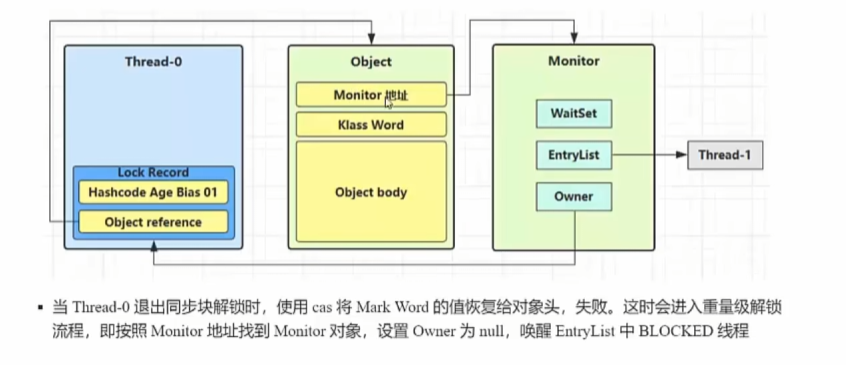 Thread-0
Object
Monitor
Monitor 地址
Klass Word
Object body
WaitSet
EntryList
Owner
Thread-1
Lock Record
Hashcode Age Bias 01
Object reference
▪ 当 Thread-0 退出同步块解锁时，使用 cas 将 Mark Word 的值恢复给对象头，失败。这时会进入重量级解锁
流程，即按照 Monitor 地址找到 Monitor 对象，设置 Owner 为 null，唤醒 EntryList 中 BLOCKED 线程